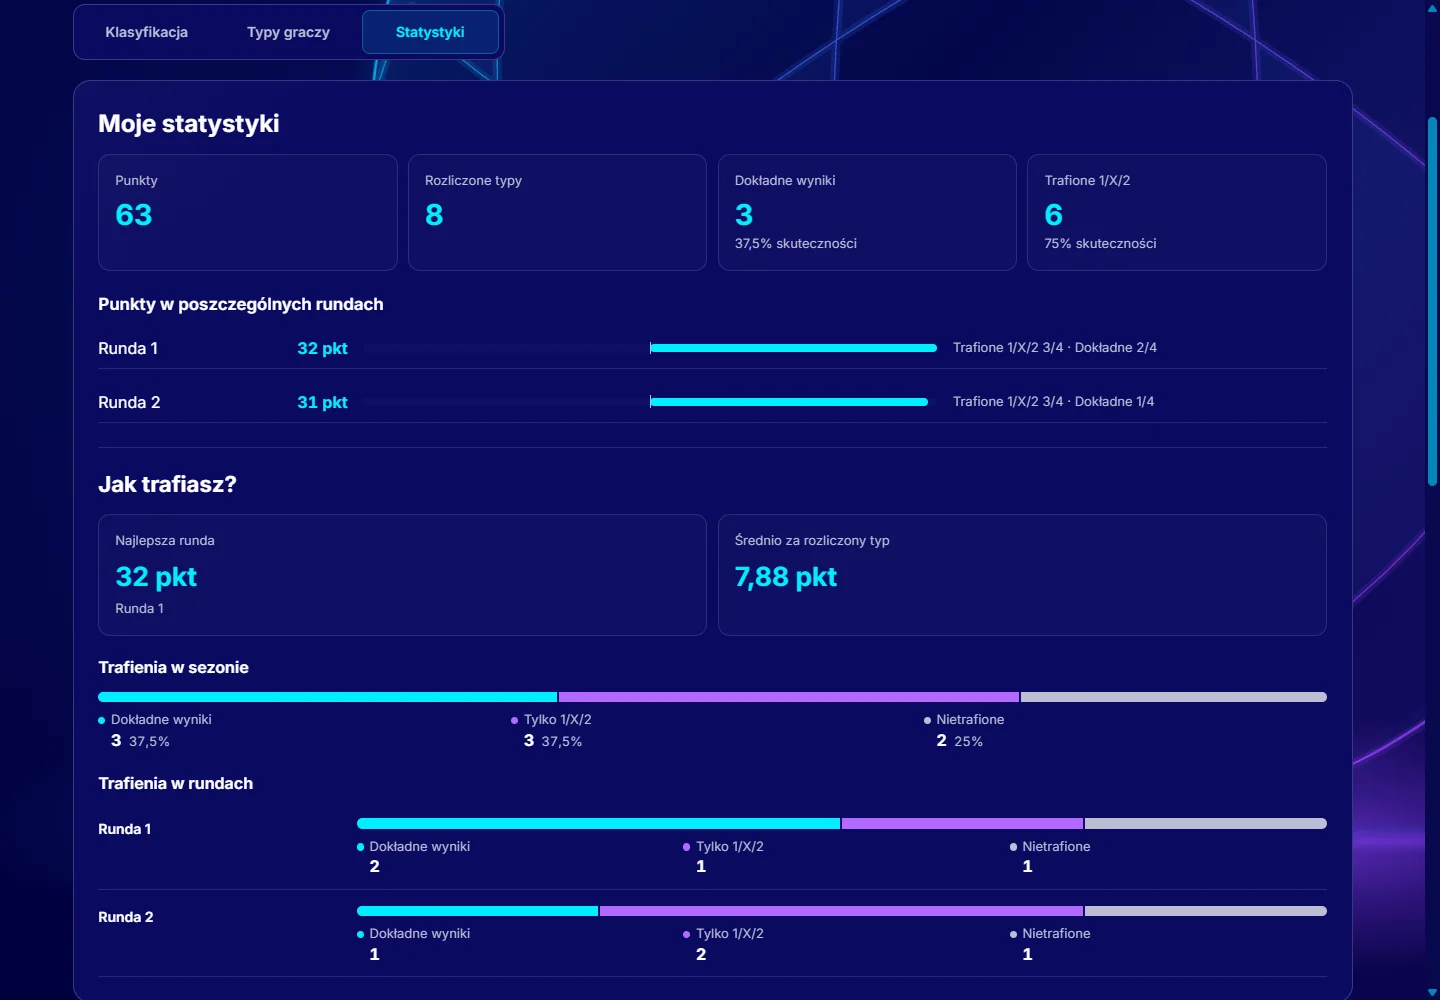 Klasyfikacja Typy graczy Statystyki
Moje statystyki
Punkty
63
Rozliczone typy
8
Dokładne wyniki
3
37,5% skuteczności
Trafione 1/X/2
6
75% skuteczności
Punkty w poszczególnych rundach
Runda 1 32 pkt Trafione 1/X/2 3/4 · Dokładne 2/4
Runda 2 31 pkt Trafione 1/X/2 3/4 · Dokładne 1/4
Jak trafiasz?
Najlepsza runda
32 pkt
Runda 1
Średnio za rozliczony typ
7,88 pkt
Trafienia w sezonie
Dokładne wyniki
3 37,5%
Tylko 1/X/2
3 37,5%
Nietrafione
2 25%
Trafienia w rundach
Runda 1
Dokładne wyniki
2
Tylko 1/X/2
1
Nietrafione
1
Runda 2
Dokładne wyniki
1
Tylko 1/X/2
2
Nietrafione
1